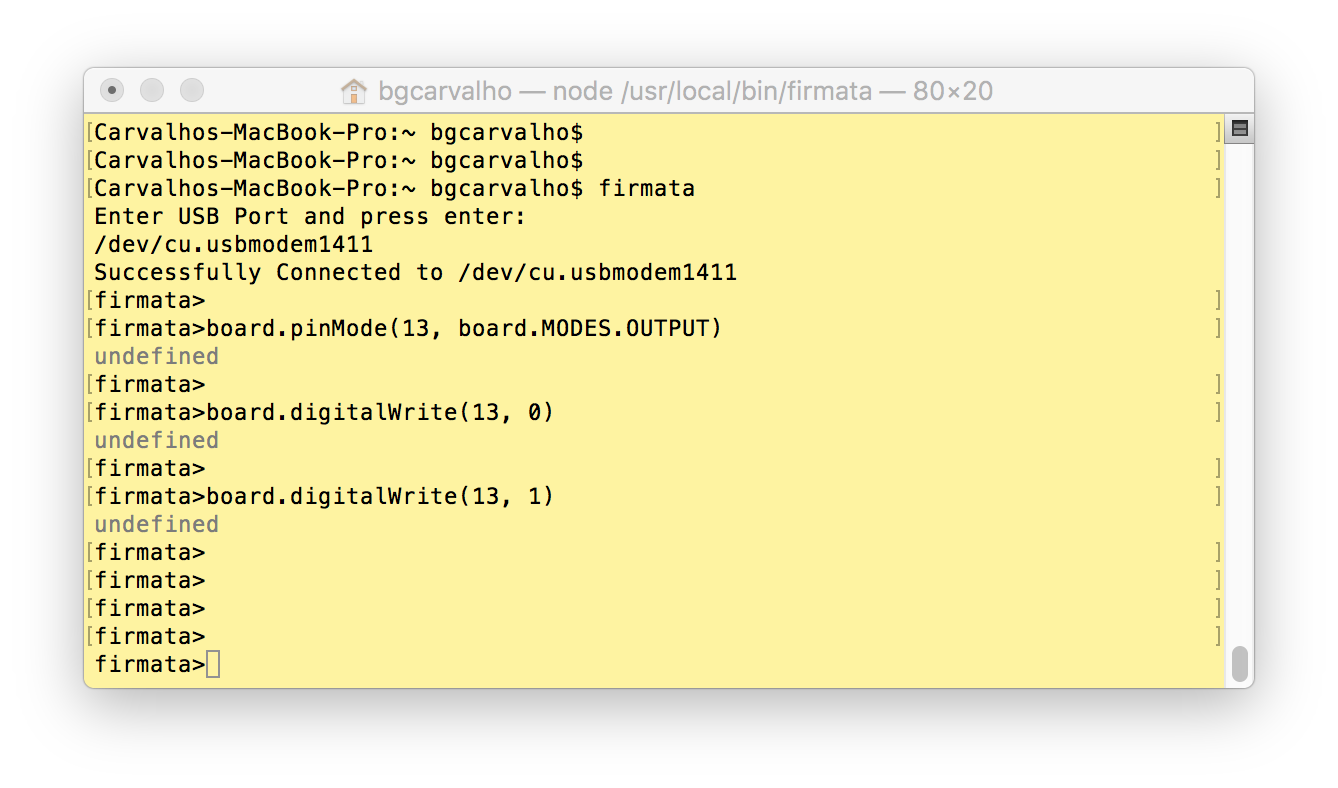 bgcarvalho — node /usr/local/bin/firmata — 80×20
[Carvalhos-MacBook-Pro:~ bgcarvalho$ ]
[Carvalhos-MacBook-Pro:~ bgcarvalho$ ]
[Carvalhos-MacBook-Pro:~ bgcarvalho$ firmata ]
Enter USB Port and press enter:
/dev/cu.usbmodem1411
Successfully Connected to /dev/cu.usbmodem1411
[firmata> ]
[firmata>board.pinMode(13, board.MODES.OUTPUT) ]
undefined
[firmata> ]
[firmata>board.digitalWrite(13, 0) ]
undefined
[firmata> ]
[firmata>board.digitalWrite(13, 1) ]
undefined
[firmata> ]
[firmata> ]
[firmata> ]
[firmata> ]
firmata>